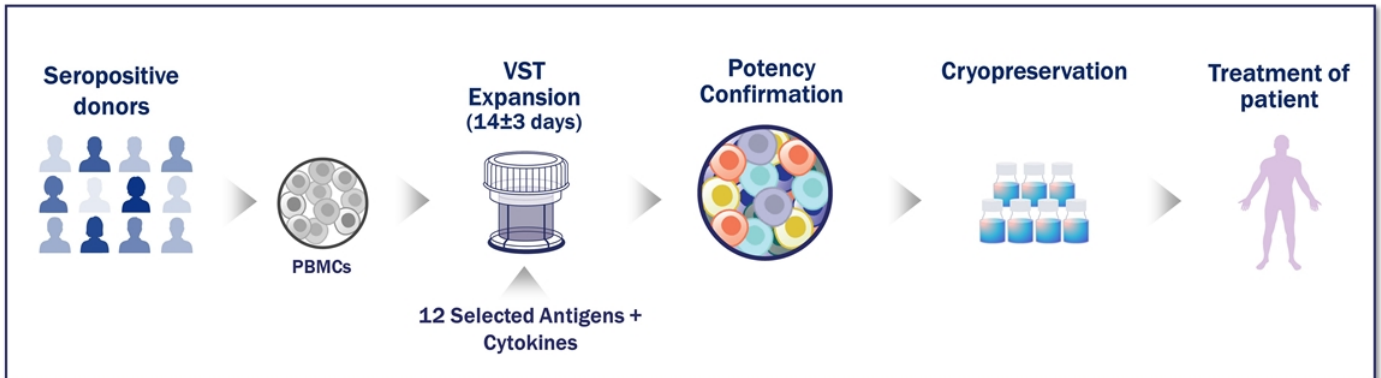 Seropositive
donors
PBMCs
VST
Expansion
(14±3 days)
12 Selected Antigens +
Cytokines
Potency
Confirmation
Cryopreservation
Treatment of
patient